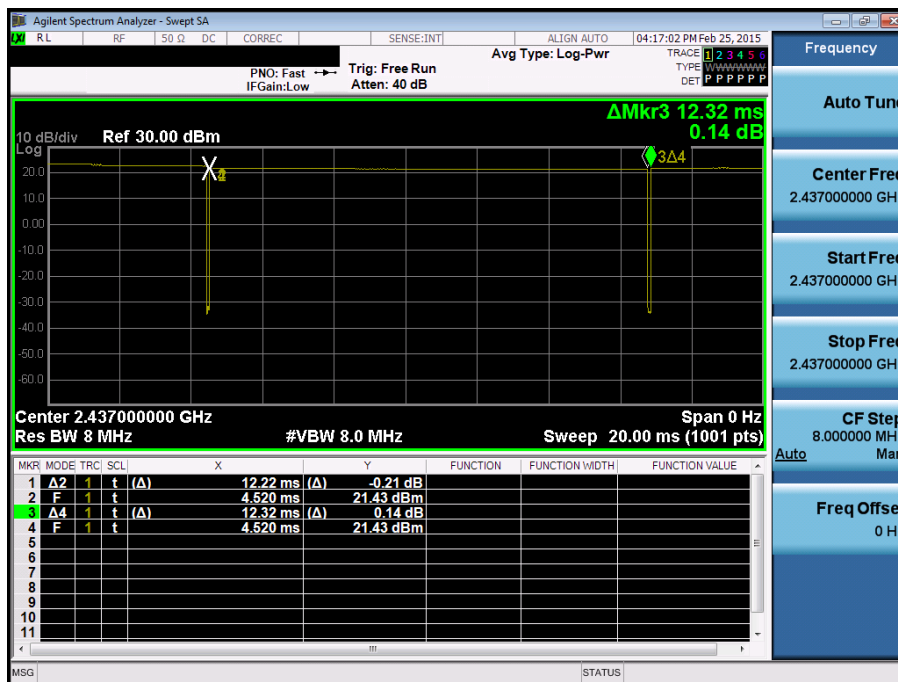 Agilent Spectrum Analyzer - Swept SA
LXI RL RF 50 Ω DC CORREC SENSE:INT ALIGN AUTO 04:17:02 PM Feb 25, 2015
Avg Type: Log-Pwr TRACE 1 2 3 4 5 6
PNO: Fast Trig: Free Run TYPE WWWWWW
IFGain:Low Atten: 40 dB DET P P P P P P
ΔMkr3 12.32 ms
10 dB/div Ref 30.00 dBm 0.14 dB
Log
3Δ4
20.0
10.0
0.00
-10.0
-20.0
-30.0
-40.0
-50.0
-60.0
Center 2.437000000 GHz Span 0 Hz
Res BW 8 MHz #VBW 8.0 MHz Sweep 20.00 ms (1001 pts)
MKR MODE TRC SCL X Y FUNCTION FUNCTION WIDTH FUNCTION VALUE
1 Δ2 1 t (Δ) 12.22 ms (Δ) -0.21 dB
2 F 1 t 4.520 ms 21.43 dBm
3 Δ4 1 t (Δ) 12.32 ms (Δ) 0.14 dB
4 F 1 t 4.520 ms 21.43 dBm
5
6
7
8
9
10
11
MSG STATUS
Frequency
Auto Tun
Center Fre
2.437000000 GH
Start Fre
2.437000000 GH
Stop Fre
2.437000000 GH
CF Step
8.000000 MH
Auto Ma
Freq Offse
0 H